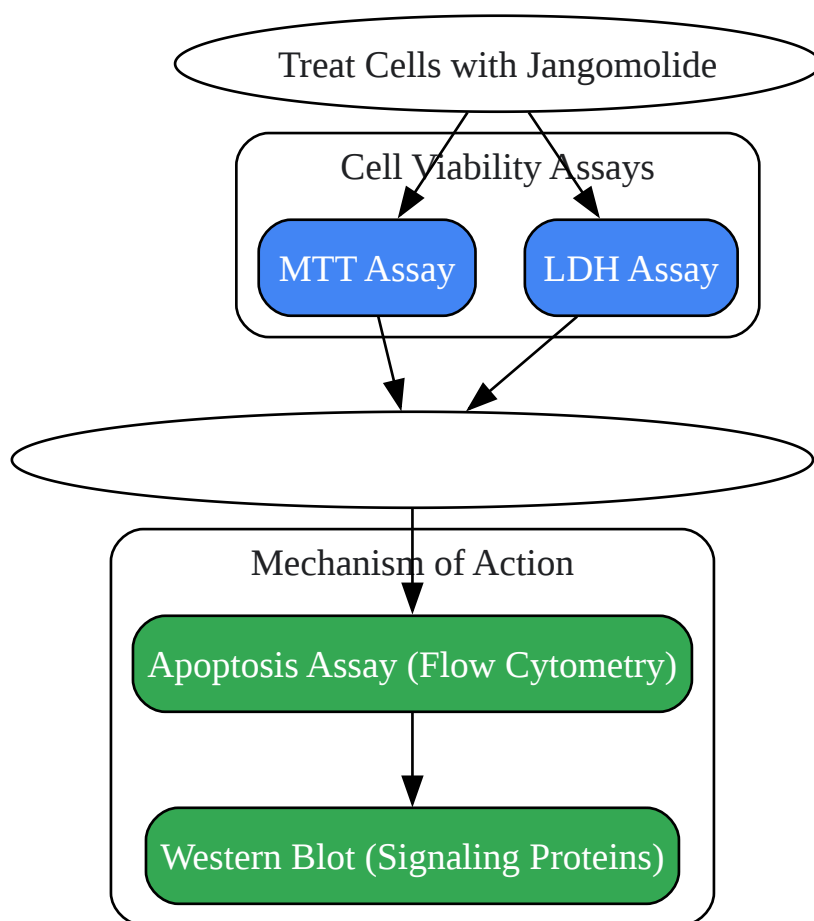 Treat Cells with Jangomolide
Cell Viability Assays
MTT Assay
LDH Assay
Mechanism of Action
Apoptosis Assay (Flow Cytometry)
Western Blot (Signaling Proteins)